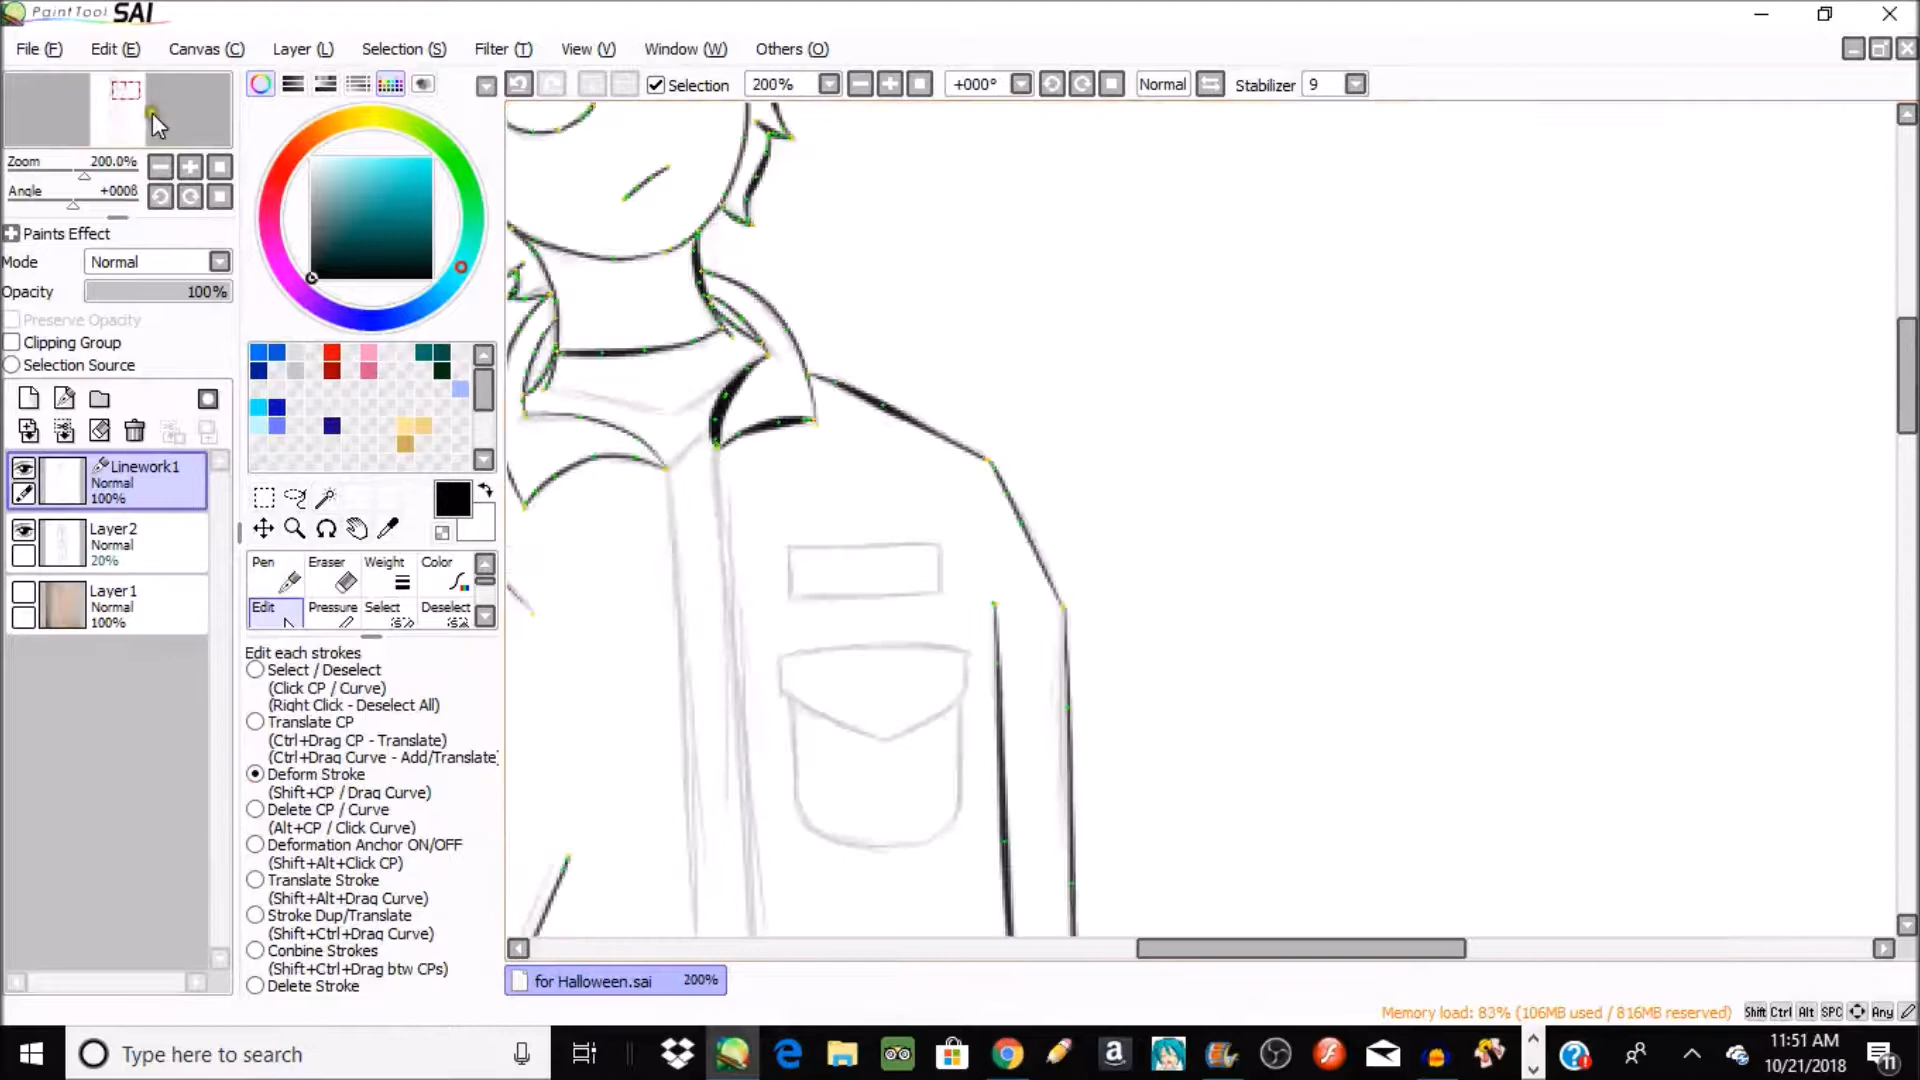 PaintTool SAI
File (F) Edit (E) Canvas (C) Layer (L) Selection (S) Filter (T) View (V) Window (W) Others (O)
Selection 200% +000° Normal Stabilizer 9
Zoom 200.0%
Angle +000ß
Paints Effect
Mode Normal
Opacity 100%
Preserve Opacity
Clipping Group
Selection Source
Linework1
Normal
100%
Layer2
Normal
20%
Layer1
Normal
100%
Pen Eraser Weight Color
Edit Pressure Select Deselect
Edit each strokes
Select / Deselect
(Click CP / Curve)
(Right Click - Deselect All)
Translate CP
(Ctrl+Drag CP - Translate)
(Ctrl+Drag Curve - Add/Translate)
Deform Stroke
(Shift+CP / Drag Curve)
Delete CP / Curve
(Alt+CP / Click Curve)
Deformation Anchor ON/OFF
(Shift+Alt+Click CP)
Translate Stroke
(Shift+Alt+Drag Curve)
Stroke Dup/Translate
(Shift+Ctrl+Drag Curve)
Conbine Strokes
(Shift+Ctrl+Drag btw CPs)
Delete Stroke
for Halloween.sai 200%
Memory load: 83% (106MB used / 816MB reserved) Shift Ctrl Alt SPC Any
Type here to search
11:51 AM
10/21/2018
11